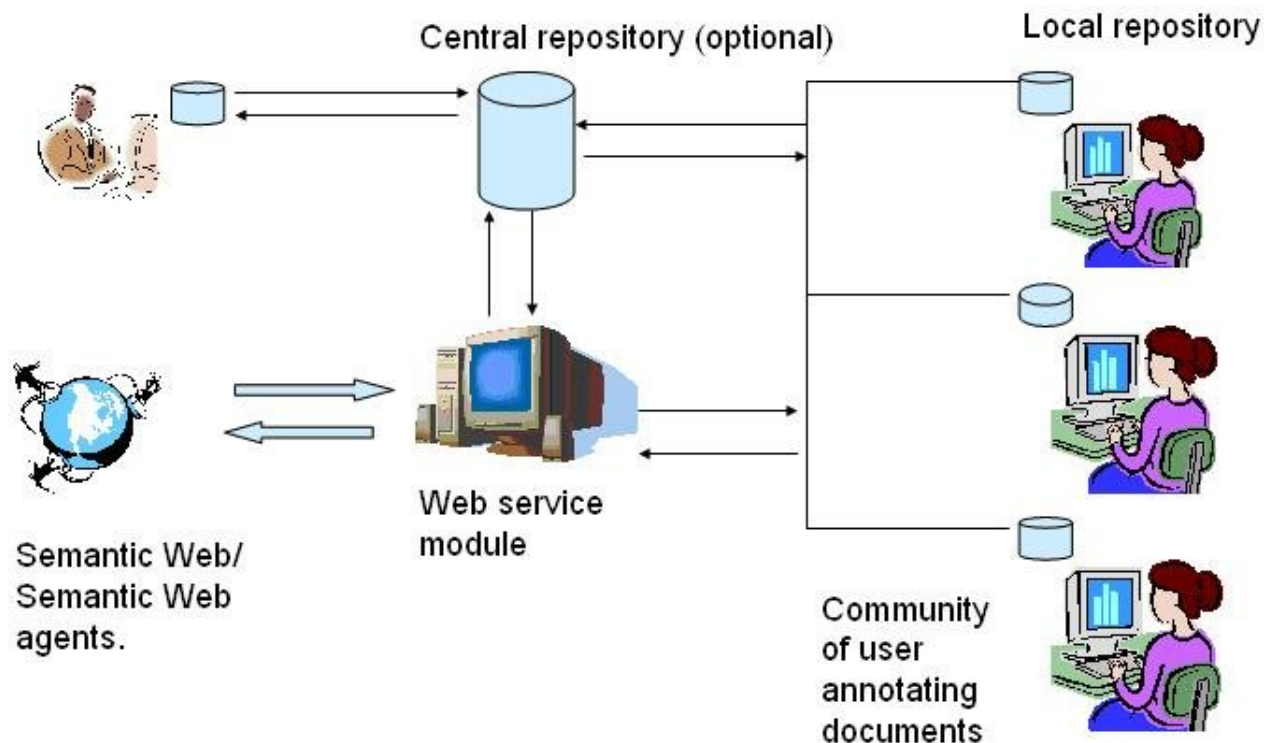 Central repository (optional)
Local repository
Web service
module
Semantic Web/
Semantic Web
agents.
Community
of user
annotating
documents